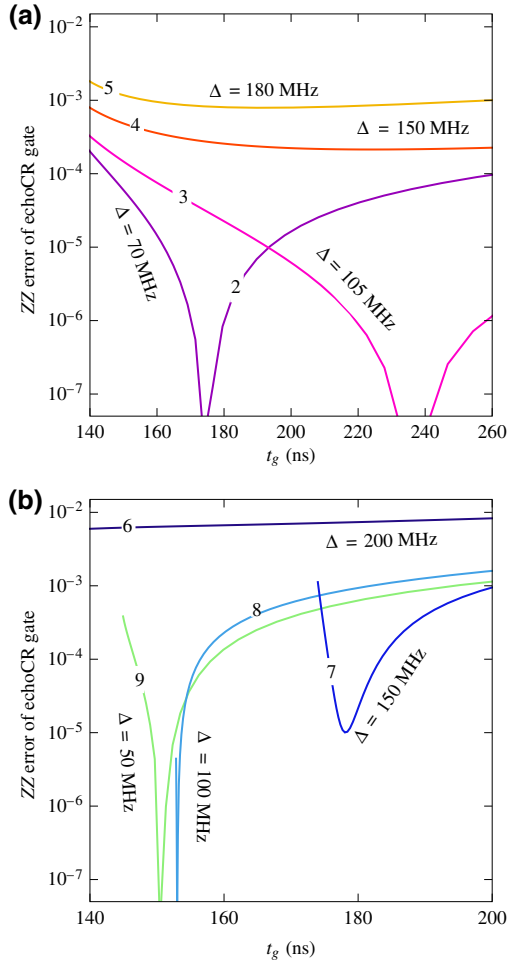 (a)
10⁻²
10⁻³
10⁻⁴
10⁻⁵
10⁻⁶
10⁻⁷
ZZ error of echoCR gate
5
Δ = 180 MHz
4
Δ = 150 MHz
3
Δ = 70 MHz
2
Δ = 105 MHz
140 160 180 200 220 240 260
t_g (ns)
(b)
10⁻²
10⁻³
10⁻⁴
10⁻⁵
10⁻⁶
10⁻⁷
ZZ error of echoCR gate
6
Δ = 200 MHz
8
9
7
Δ = 50 MHz
Δ = 100 MHz
Δ = 150 MHz
140 160 180 200
t_g (ns)